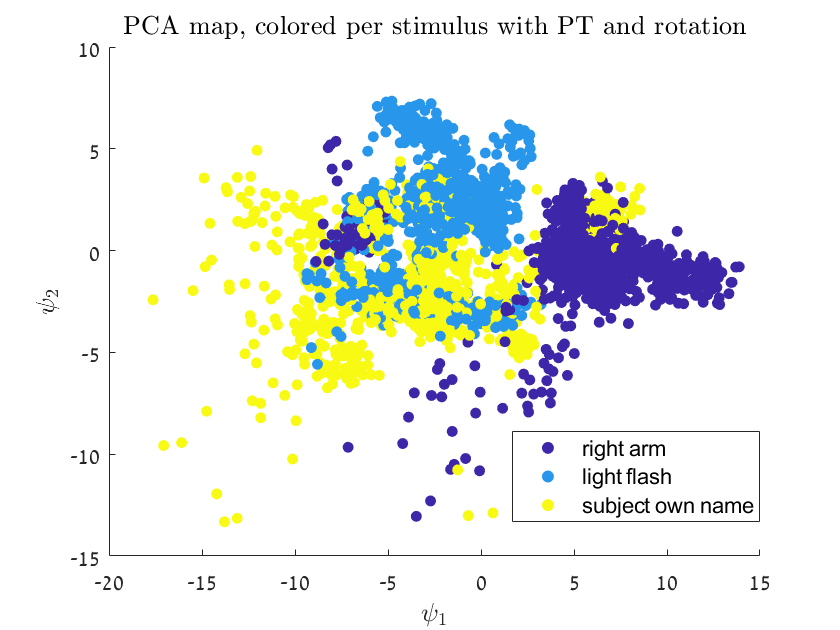 PCA map, colored per stimulus with PT and rotation
10
5
0
-5
-10
-15
ψ2
-20 -15 -10 -5 0 5 10 15
ψ1
right arm
light flash
subject own name